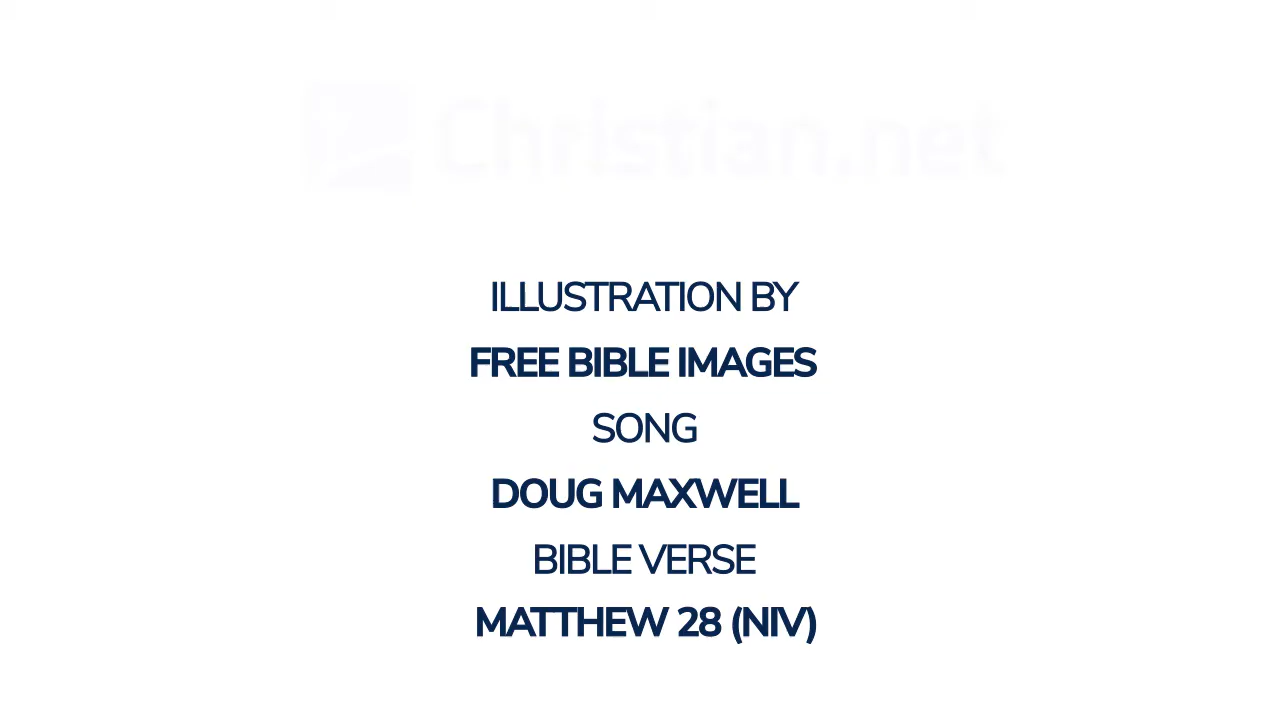 Christian.net
ILLUSTRATION BY
FREE BIBLE IMAGES
SONG
DOUG MAXWELL
BIBLE VERSE
MATTHEW 28 (NIV)